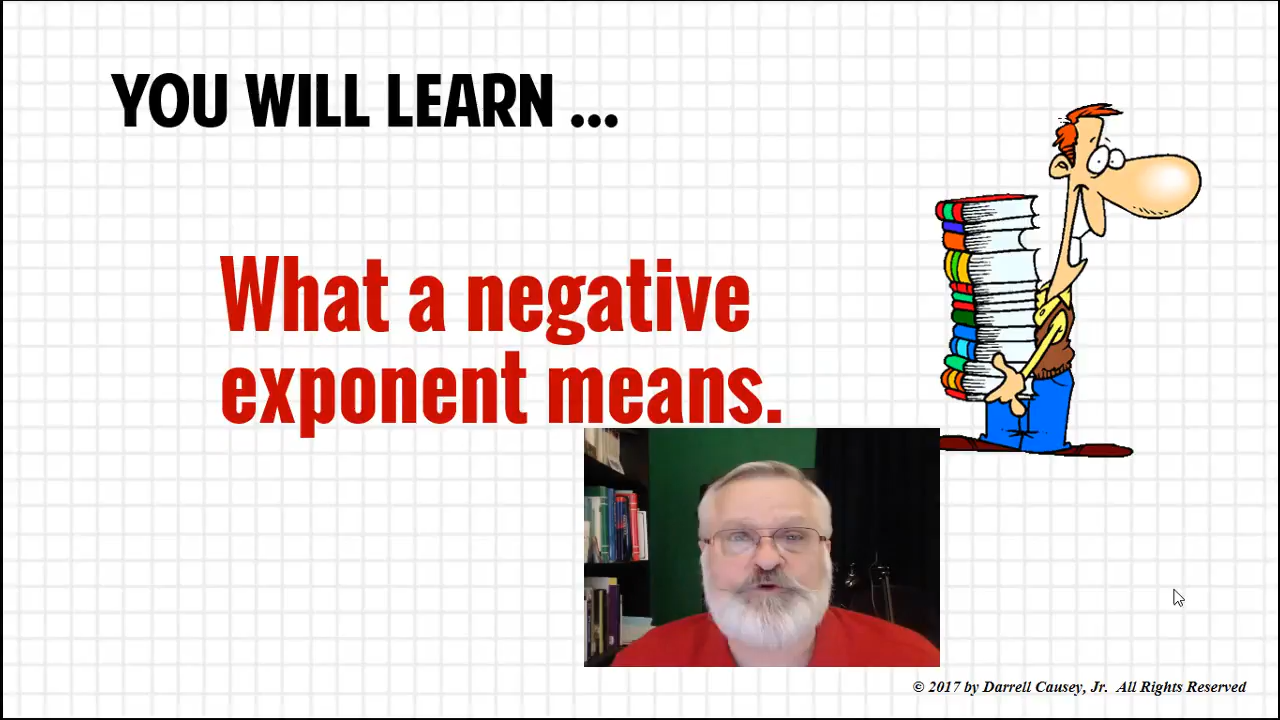 YOU WILL LEARN ...
What a negative
exponent means.
© 2017 by Darrell Causey, Jr.  All Rights Reserved